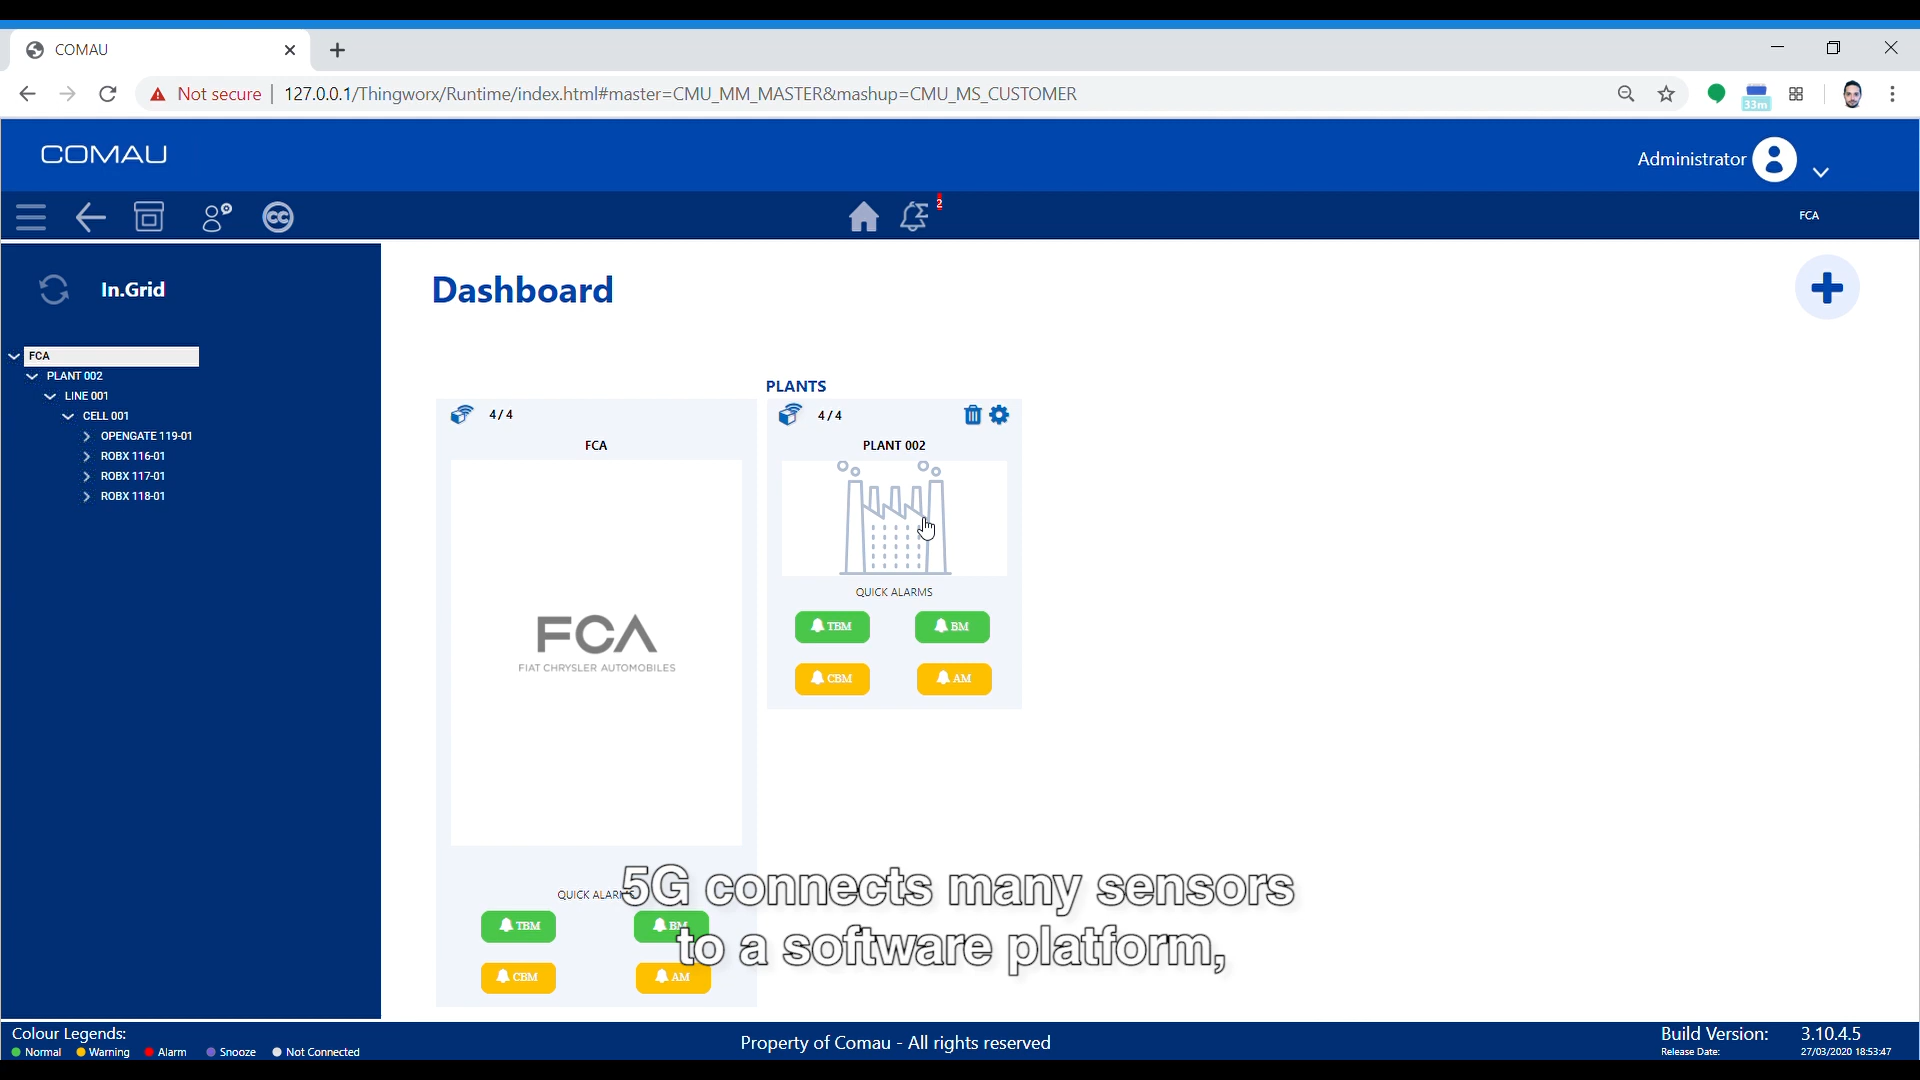 COMAU
Not secure
127.0.0.1/Thingworx/Runtime/index.html#master=CMU_MM_MASTER&mashup=CMU_MS_CUSTOMER
33m
COMAU
Administrator
2
FCA
In.Grid
Dashboard
FCA
PLANT 002
LINE 001
CELL 001
OPENGATE 119-01
ROBX 116-01
ROBX 117-01
ROBX 118-01
PLANTS
4/4
FCA
FCA
FIAT CHRYSLER AUTOMOBILES
QUICK ALARMS
TBM
BM
CBM
AM
4/4
PLANT 002
QUICK ALARMS
TBM
BM
CBM
AM
5G connects many sensors
to a software platform,
Colour Legends:
Normal Warning Alarm Snooze Not Connected
Property of Comau - All rights reserved
Build Version: 3.10.4.5
Release Date: 27/03/2020 18:53:47